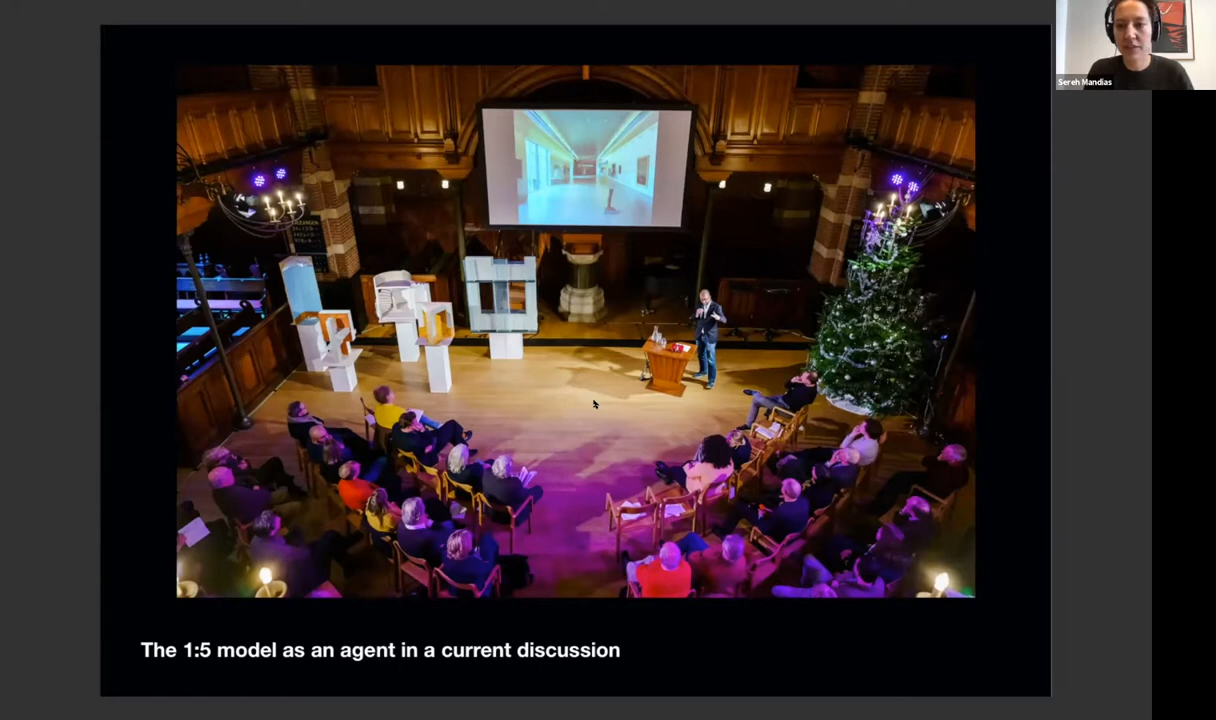 Sereh Mandias
The 1:5 model as an agent in a current discussion